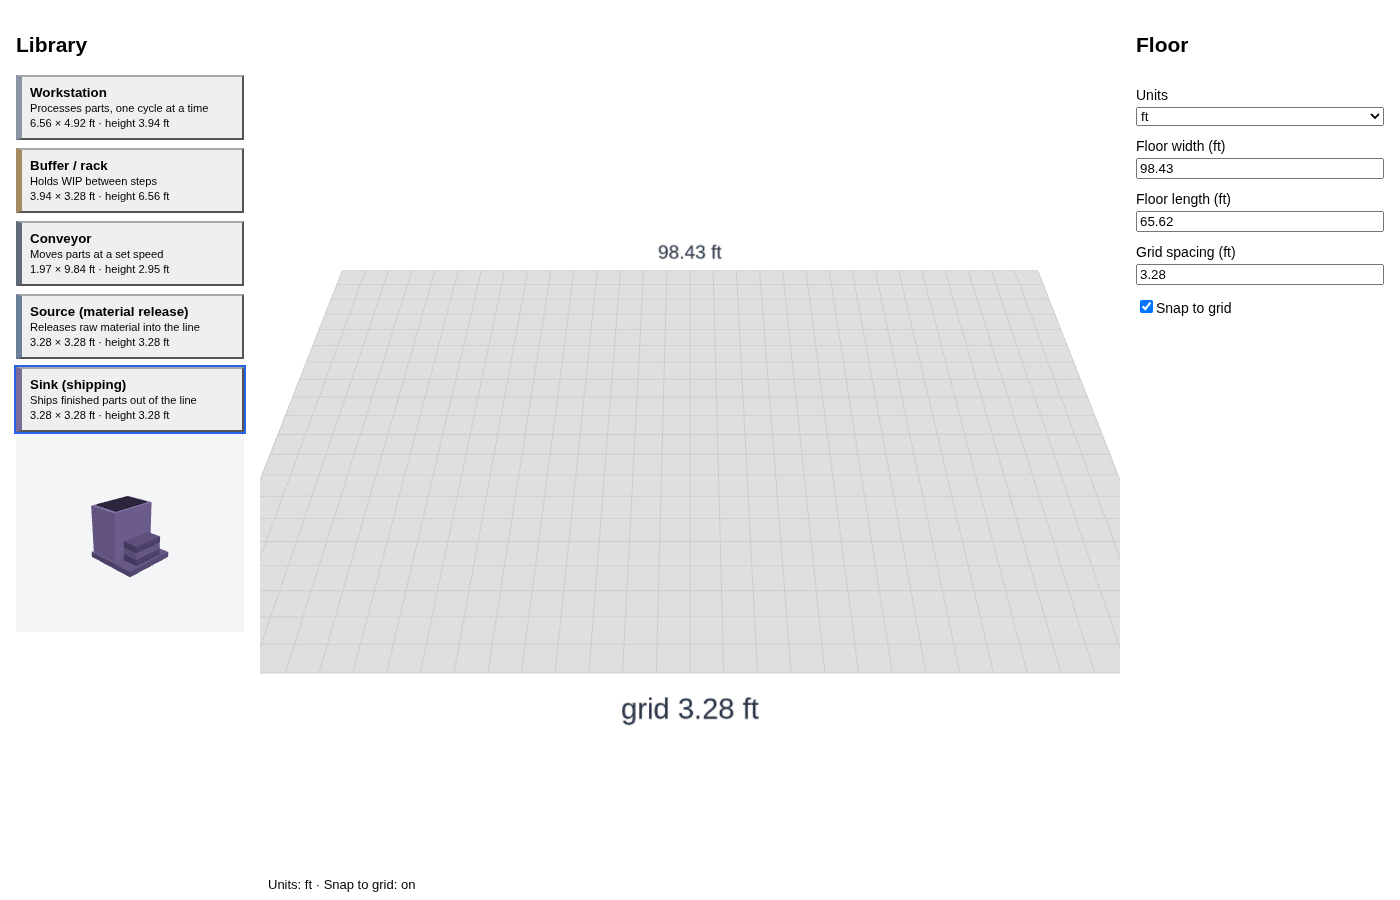 Library
Workstation
Processes parts, one cycle at a time
6.56 × 4.92 ft · height 3.94 ft
Buffer / rack
Holds WIP between steps
3.94 × 3.28 ft · height 6.56 ft
Conveyor
Moves parts at a set speed
1.97 × 9.84 ft · height 2.95 ft
Source (material release)
Releases raw material into the line
3.28 × 3.28 ft · height 3.28 ft
Sink (shipping)
Ships finished parts out of the line
3.28 × 3.28 ft · height 3.28 ft
98.43 ft
grid 3.28 ft
Units: ft · Snap to grid: on
Floor
Units
ft
Floor width (ft)
98.43
Floor length (ft)
65.62
Grid spacing (ft)
3.28
Snap to grid